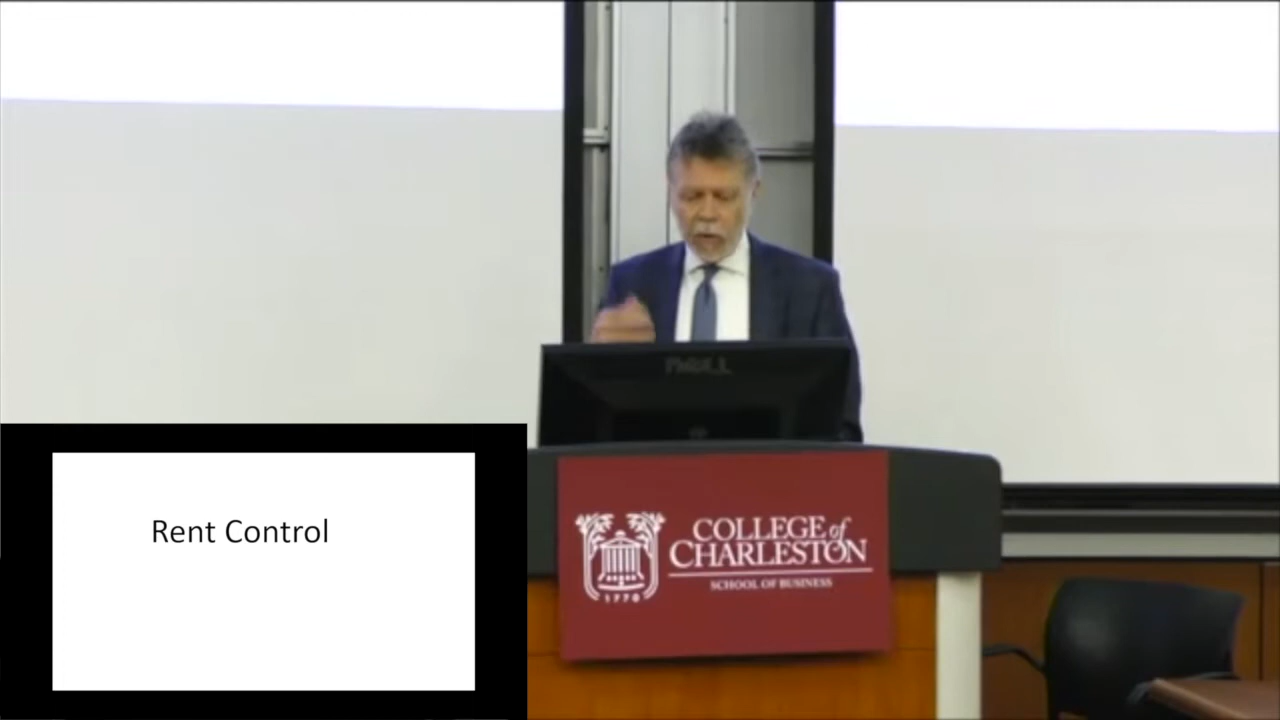 Rent Control
COLLEGE of
CHARLESTON
SCHOOL OF BUSINESS
1770